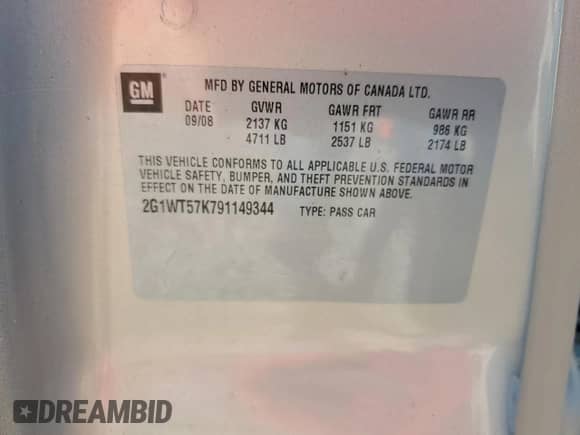 GM ® MFD BY GENERAL MOTORS OF CANADA LTD.
DATE GVWR GAWR FRT GAWR RR
09/08 2137 KG 1151 KG 986 KG
4711 LB 2537 LB 2174 LB
THIS VEHICLE CONFORMS TO ALL APPLICABLE U.S. FEDERAL MOTOR
VEHICLE SAFETY, BUMPER, AND THEFT PREVENTION STANDARDS IN
EFFECT ON THE DATE OF MANUFACTURE SHOWN ABOVE.
2G1WT57K791149344 TYPE: PASS CAR
DREAMBID